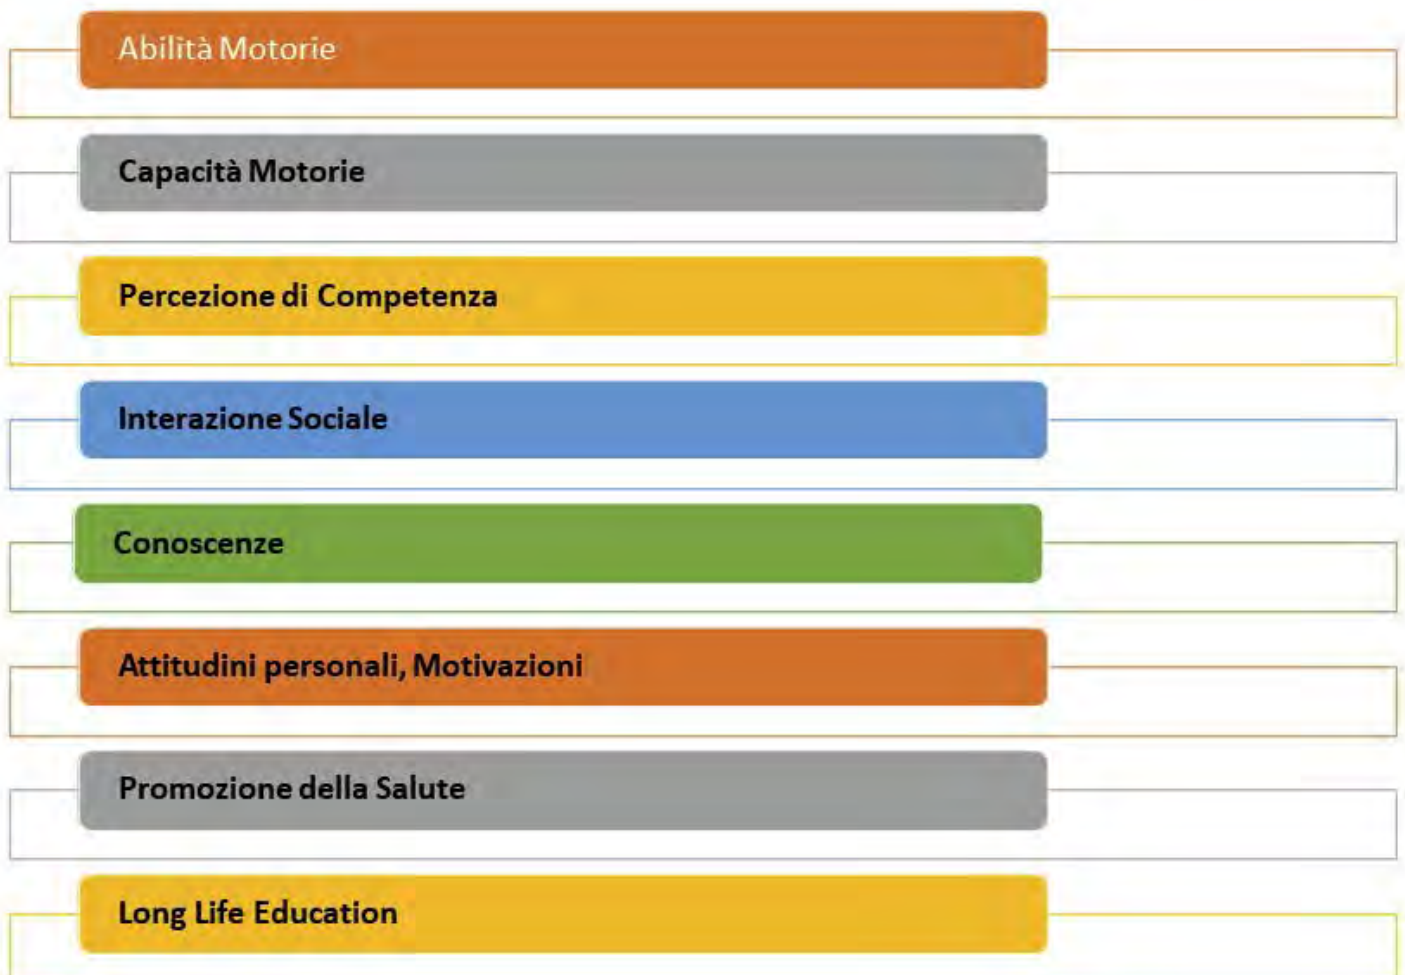 Abilità Motorie
Capacità Motorie
Percezione di Competenza
Interazione Sociale
Conoscenze
Attitudini personali, Motivazioni
Promozione della Salute
Long Life Education